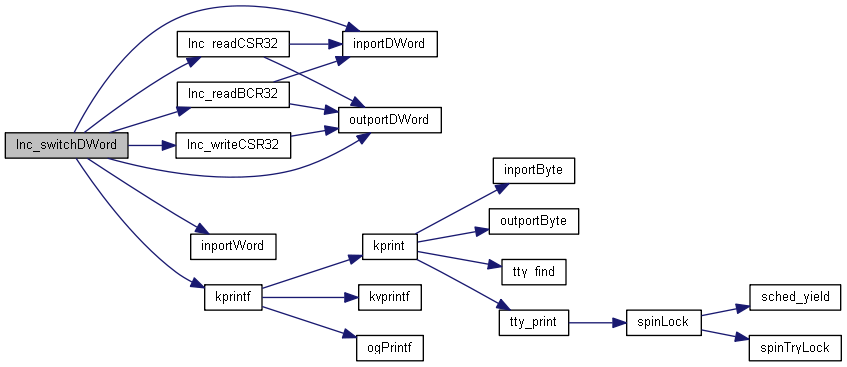 lnc_switchDWord
lnc_readCSR32
lnc_readBCR32
lnc_writeCSR32
inportWord
kprintf
inportDWord
outportDWord
kprint
kvprintf
ogPrintf
inportByte
outportByte
tty_find
tty_print
spinLock
sched_yield
spinTryLock